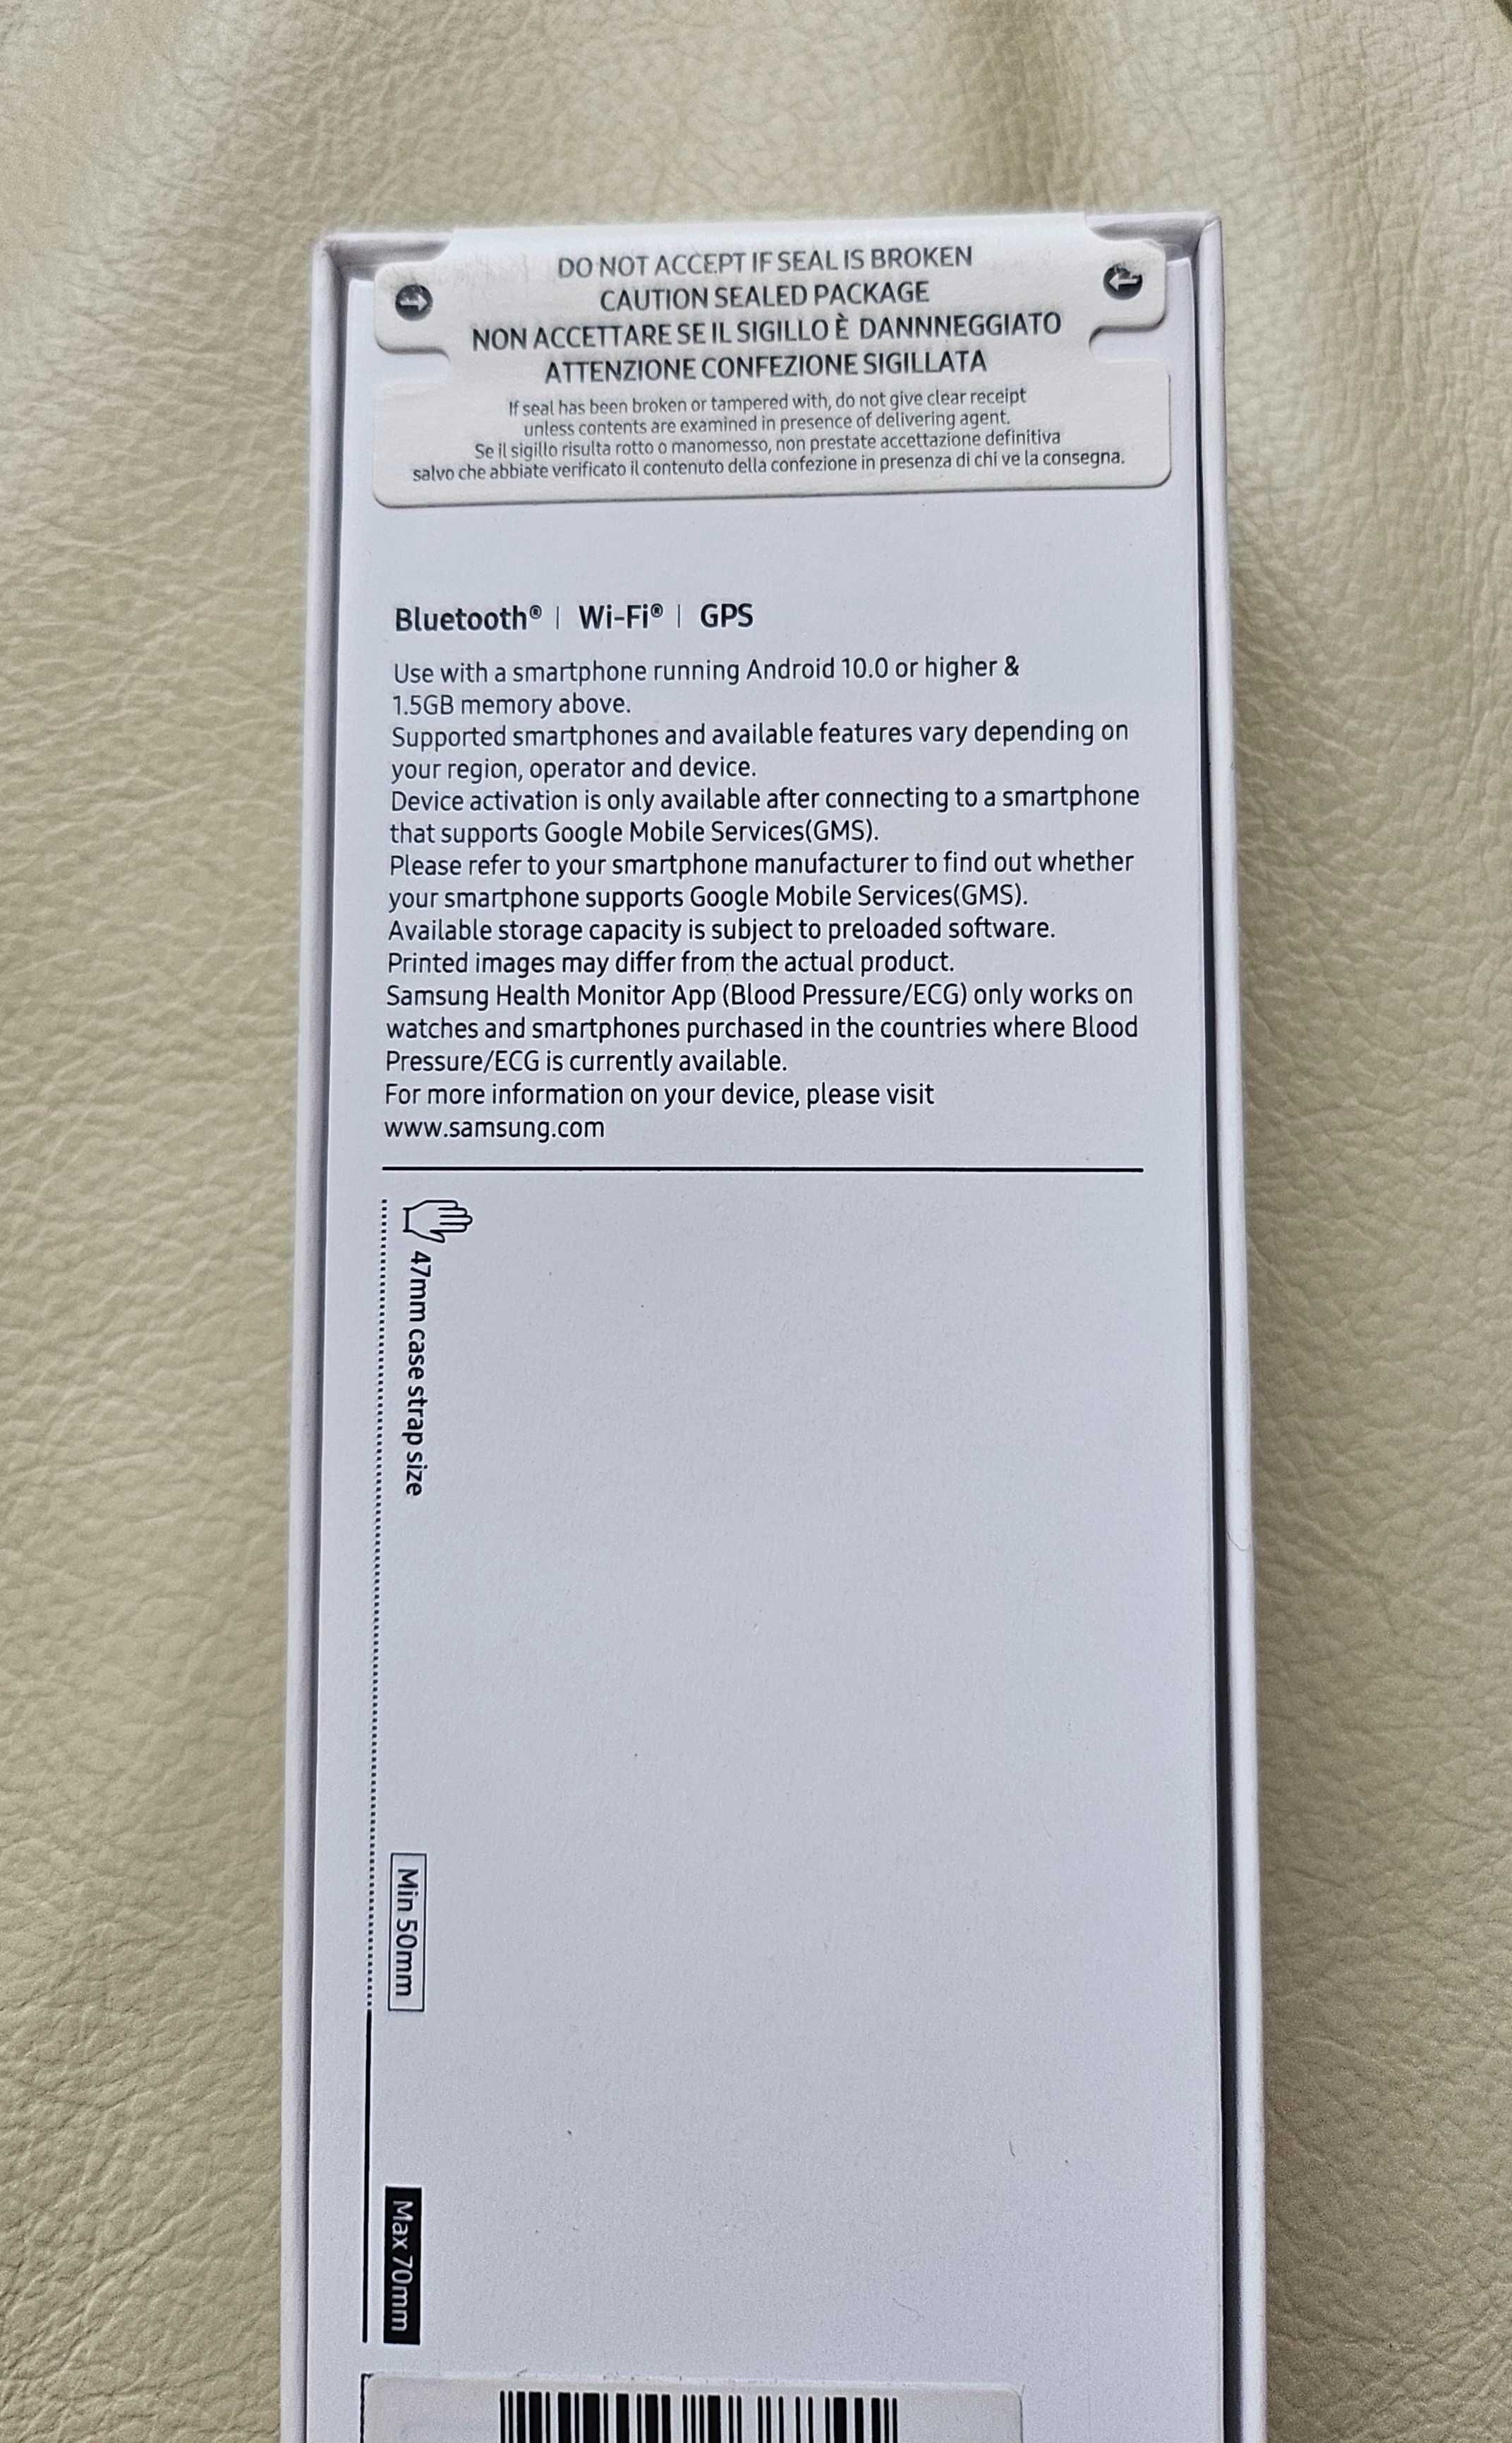 DO NOT ACCEPT IF SEAL IS BROKEN
CAUTION SEALED PACKAGE
NON ACCETTARE SE IL SIGILLO È DANNNEGGIATO
ATTENZIONE CONFEZIONE SIGILLATA
If seal has been broken or tampered with, do not give clear receipt
unless contents are examined in presence of delivering agent.
Se il sigillo risulta rotto o manomesso, non prestate accettazione definitiva
salvo che abbiate verificato il contenuto della confezione in presenza di chi ve la consegna.
Bluetooth® | Wi-Fi® | GPS
Use with a smartphone running Android 10.0 or higher &
1.5GB memory above.
Supported smartphones and available features vary depending on
your region, operator and device.
Device activation is only available after connecting to a smartphone
that supports Google Mobile Services(GMS).
Please refer to your smartphone manufacturer to find out whether
your smartphone supports Google Mobile Services(GMS).
Available storage capacity is subject to preloaded software.
Printed images may differ from the actual product.
Samsung Health Monitor App (Blood Pressure/ECG) only works on
watches and smartphones purchased in the countries where Blood
Pressure/ECG is currently available.
For more information on your device, please visit
www.samsung.com
47mm case strap size
Min 50mm
Max 70mm